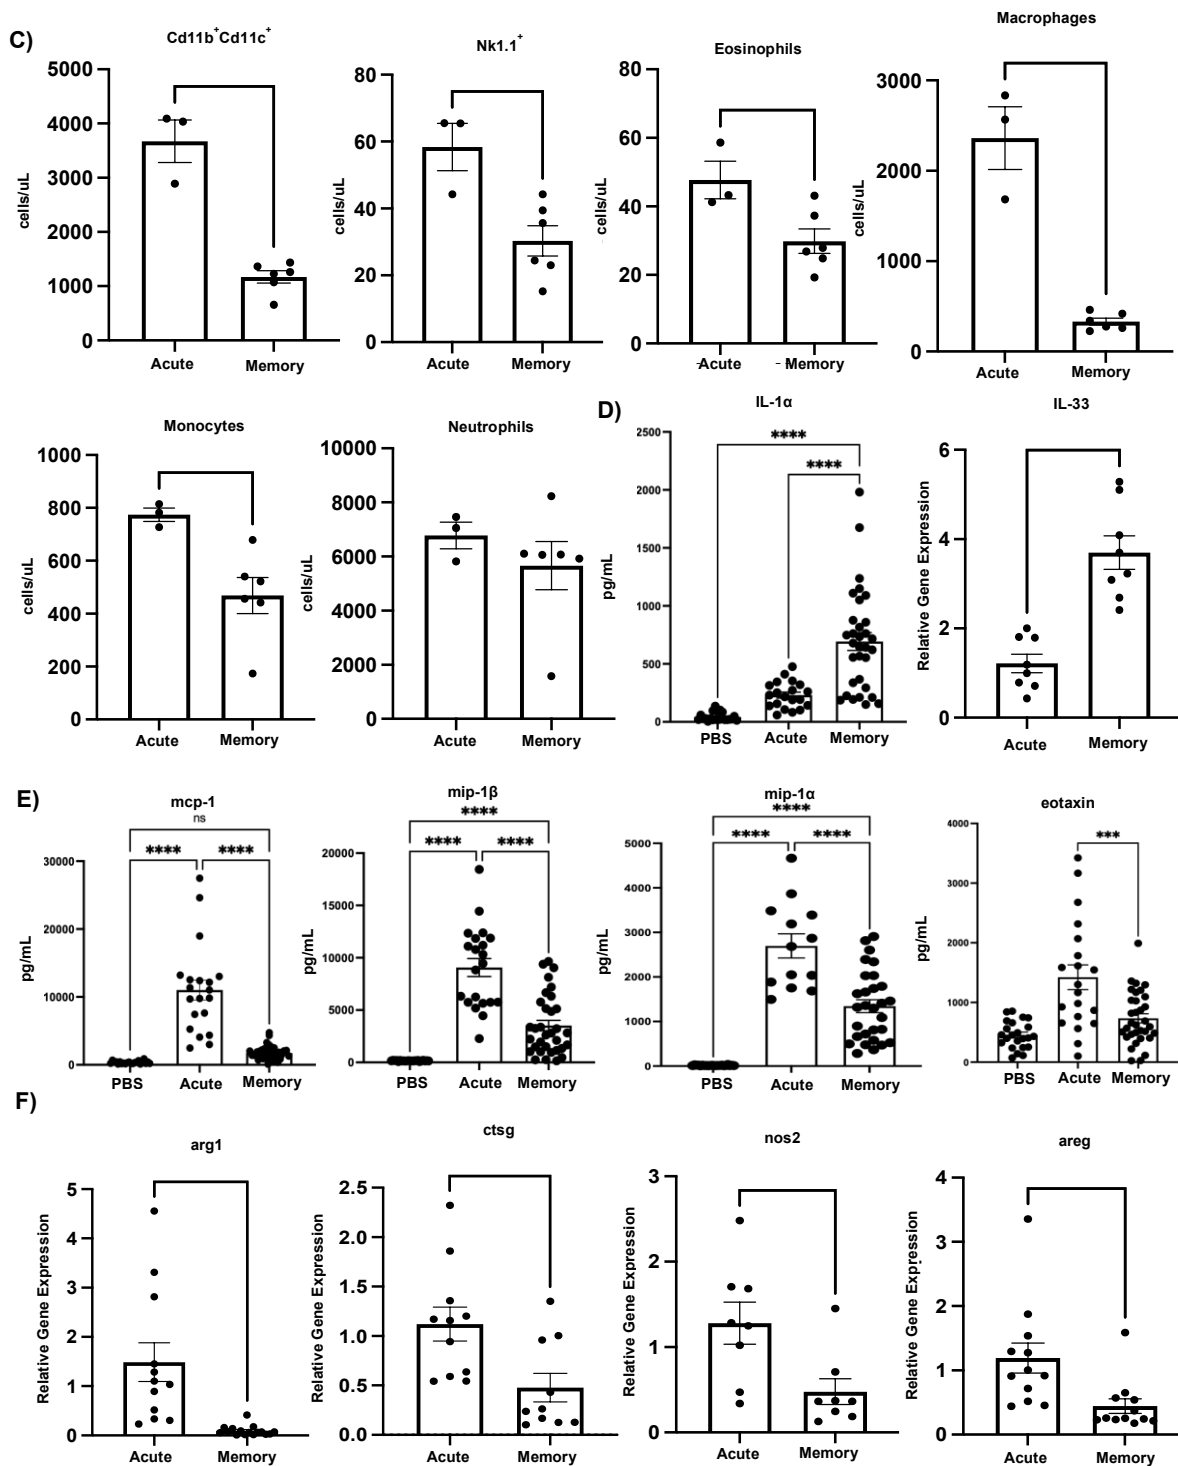 C)
Cd11b+Cd11c+
cells/uL
5000
4000
3000
2000
1000
0
Acute
Memory
Nk1.1+
cells/uL
80
60
40
20
0
Acute
Memory
Eosinophils
cells/uL
80
60
40
20
0
Acute
Memory
Macrophages
cells/uL
3000
2000
1000
0
Acute
Memory
Monocytes
cells/uL
1000
800
600
400
200
0
Acute
Memory
Neutrophils
cells/uL
10000
8000
6000
4000
2000
0
Acute
Memory
D)
IL-1α
****
****
pg/mL
2500
2000
1500
1000
500
0
PBS
Acute
Memory
IL-33
Relative Gene Expression
6
4
2
0
Acute
Memory
E)
mcp-1
ns
****
****
pg/mL
30000
20000
10000
0
PBS
Acute
Memory
mip-1β
****
****
****
pg/mL
20000
15000
10000
5000
0
PBS
Acute
Memory
mip-1α
****
****
****
pg/mL
5000
4000
3000
2000
1000
0
PBS
Acute
Memory
eotaxin
***
pg/mL
4000
3000
2000
1000
0
PBS
Acute
Memory
F)
arg1
Relative Gene Expression
5
4
3
2
1
0
Acute
Memory
ctsg
Relative Gene Expression
2.5
2.0
1.5
1.0
0.5
0.0
Acute
Memory
nos2
Relative Gene Expression
3
2
1
0
Acute
Memory
areg
Relative Gene Expression
4
3
2
1
0
Acute
Memory